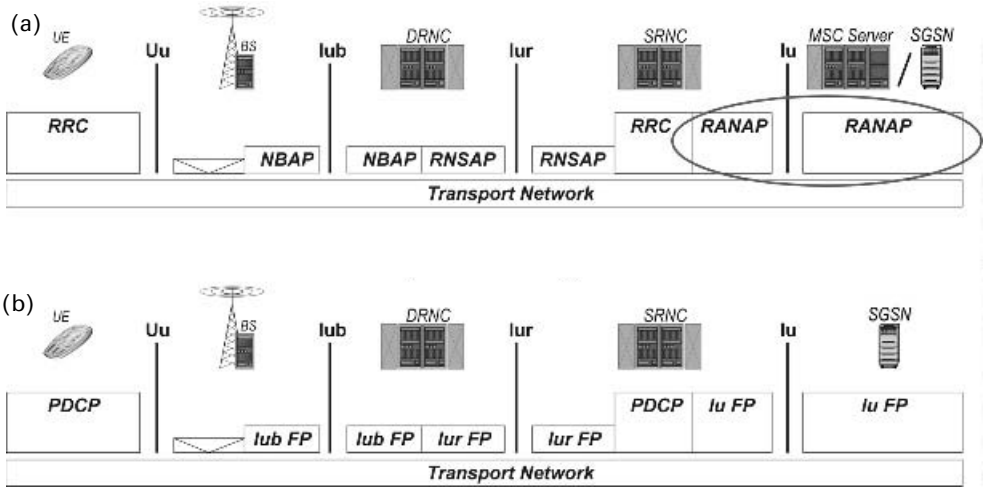 (a)
UE
Uu
BS
Iub
DRNC
Iur
SRNC
Iu
MSC Server
SGSN
RRC
NBAP
NBAP
RNSAP
RNSAP
RRC
RANAP
RANAP
Transport Network
(b)
UE
Uu
BS
Iub
DRNC
Iur
SRNC
Iu
SGSN
PDCP
Iub FP
Iub FP
Iur FP
Iur FP
PDCP
Iu FP
Iu FP
Transport Network